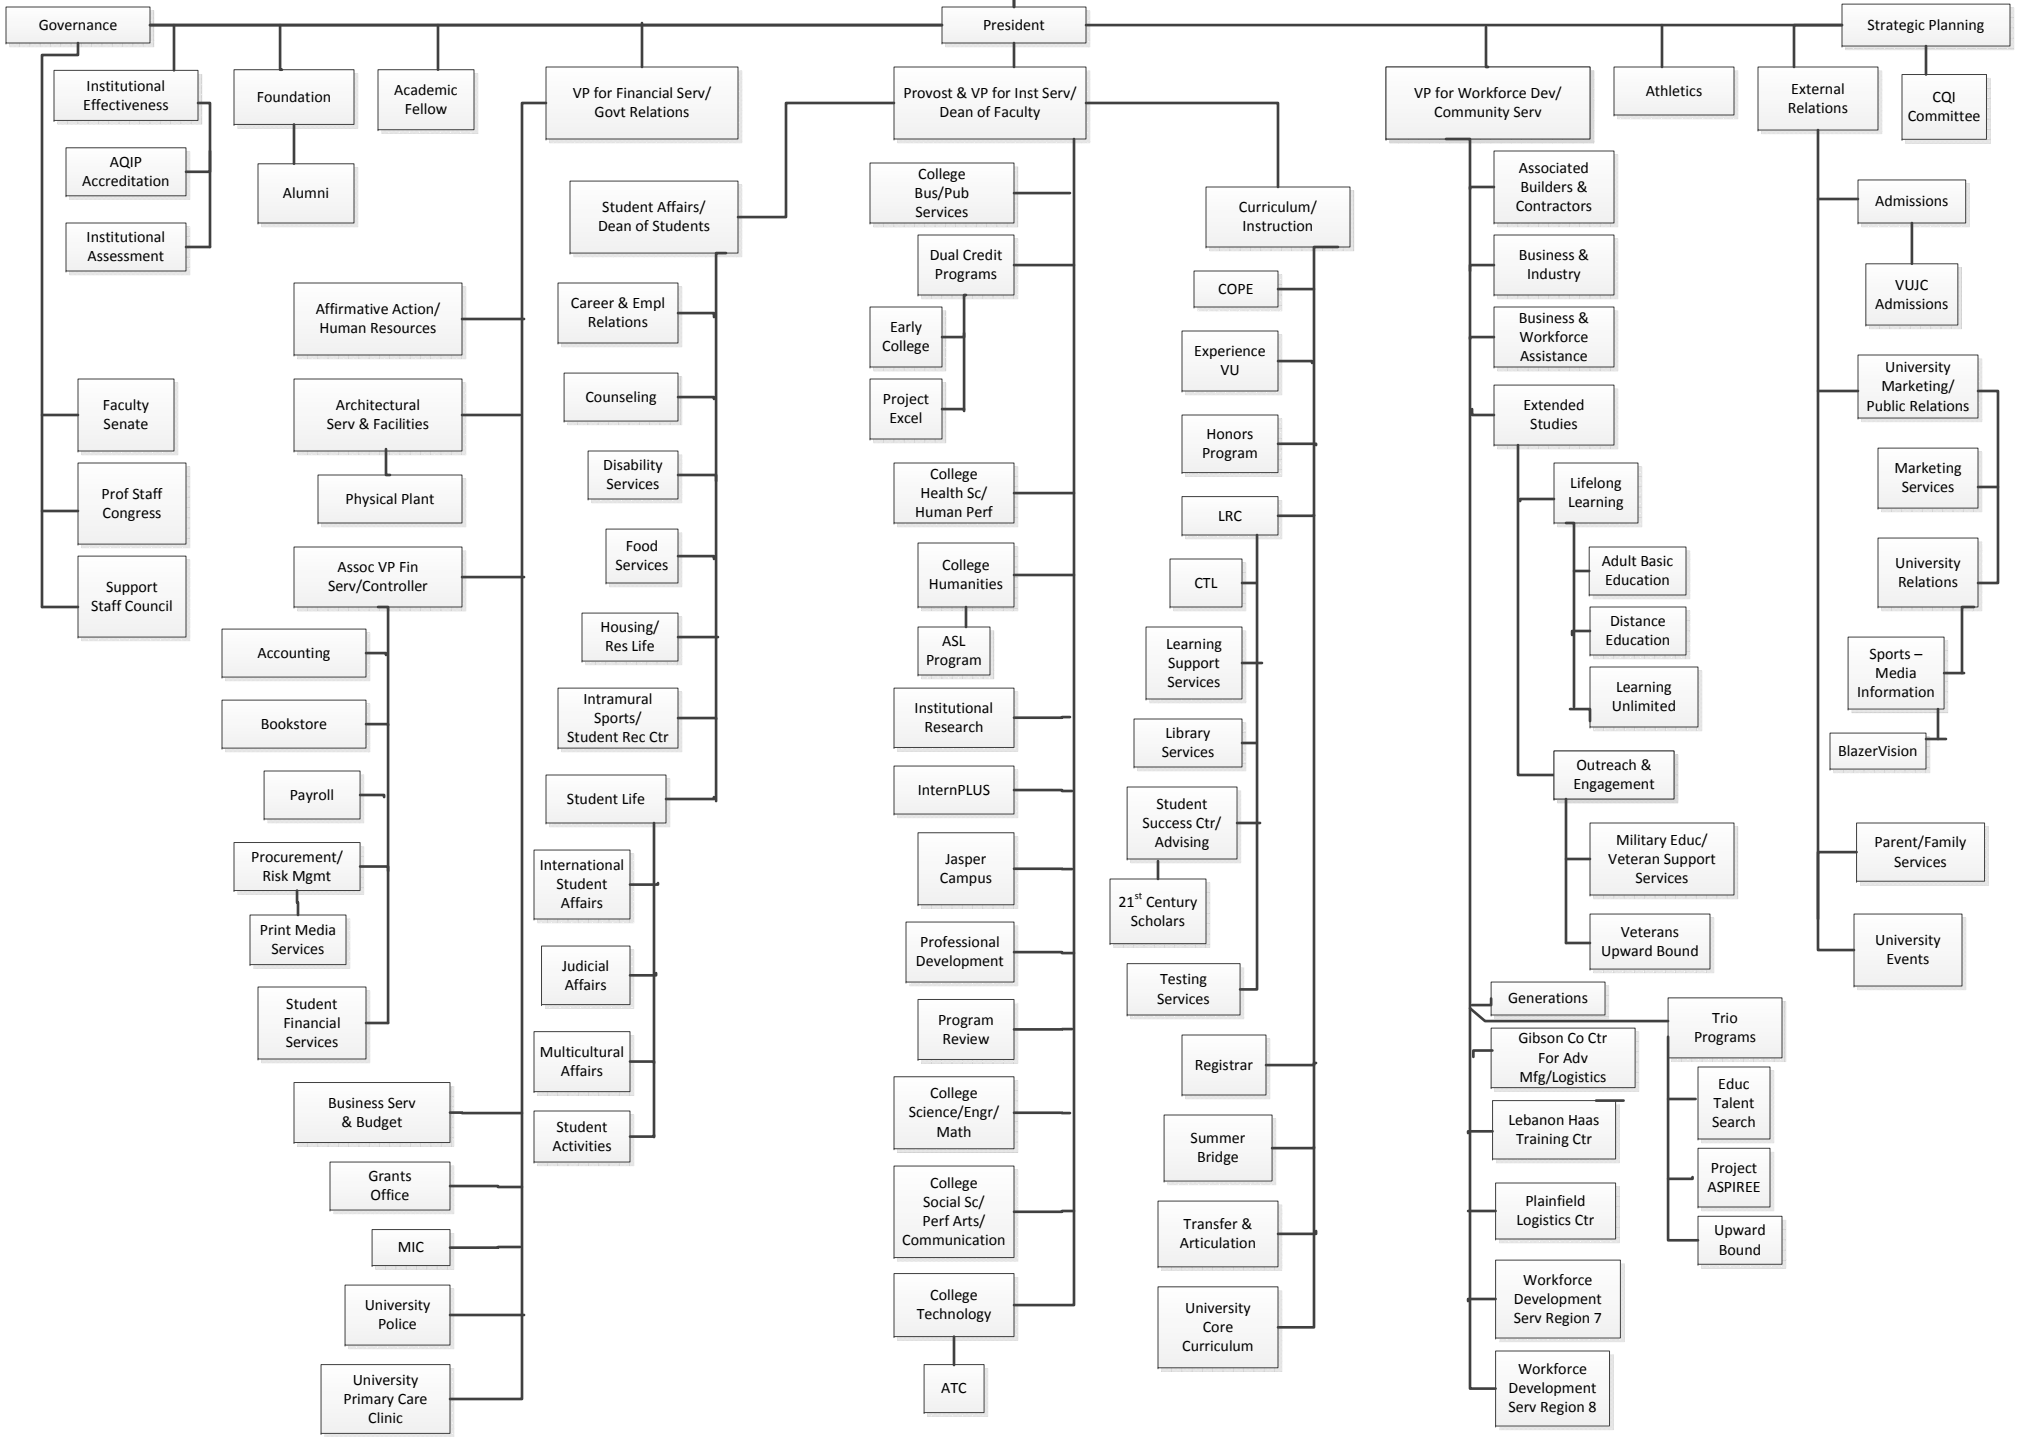 Governance
President
Strategic Planning
Institutional
Effectiveness
Foundation
Academic
Fellow
VP for Financial Serv/
Govt Relations
Provost & VP for Inst Serv/
Dean of Faculty
VP for Workforce Dev/
Community Serv
Athletics
External
Relations
CQI
Committee
AQIP
Accreditation
Institutional
Assessment
Alumni
Faculty
Senate
Prof Staff
Congress
Support
Staff Council
Affirmative Action/
Human Resources
Architectural
Serv & Facilities
Physical Plant
Assoc VP Fin
Serv/Controller
Accounting
Bookstore
Payroll
Procurement/
Risk Mgmt
Print Media
Services
Student
Financial
Services
Business Serv
& Budget
Grants
Office
MIC
University
Police
University
Primary Care
Clinic
Student Affairs/
Dean of Students
Career & Empl
Relations
Counseling
Disability
Services
Food
Services
Housing/
Res Life
Intramural
Sports/
Student Rec Ctr
Student Life
International
Student
Affairs
Judicial
Affairs
Multicultural
Affairs
Student
Activities
College
Bus/Pub
Services
Dual Credit
Programs
Early
College
Project
Excel
College
Health Sc/
Human Perf
College
Humanities
ASL
Program
Institutional
Research
InternPLUS
Jasper
Campus
Professional
Development
Program
Review
College
Science/Engr/
Math
College
Social Sc/
Perf Arts/
Communication
College
Technology
ATC
Curriculum/
Instruction
COPE
Experience
VU
Honors
Program
LRC
CTL
Learning
Support
Services
Library
Services
Student
Success Ctr/
Advising
21st Century
Scholars
Testing
Services
Registrar
Summer
Bridge
Transfer &
Articulation
University
Core
Curriculum
Associated
Builders &
Contractors
Business &
Industry
Business &
Workforce
Assistance
Extended
Studies
Lifelong
Learning
Adult Basic
Education
Distance
Education
Learning
Unlimited
Outreach &
Engagement
Military Educ/
Veteran Support
Services
Veterans
Upward Bound
Generations
Trio
Programs
Gibson Co Ctr
For Adv
Mfg/Logistics
Educ
Talent
Search
Lebanon Haas
Training Ctr
Project
ASPIREE
Plainfield
Logistics Ctr
Upward
Bound
Workforce
Development
Serv Region 7
Workforce
Development
Serv Region 8
Admissions
VUJC
Admissions
University
Marketing/
Public Relations
Marketing
Services
University
Relations
Sports –
Media
Information
BlazerVision
Parent/Family
Services
University
Events